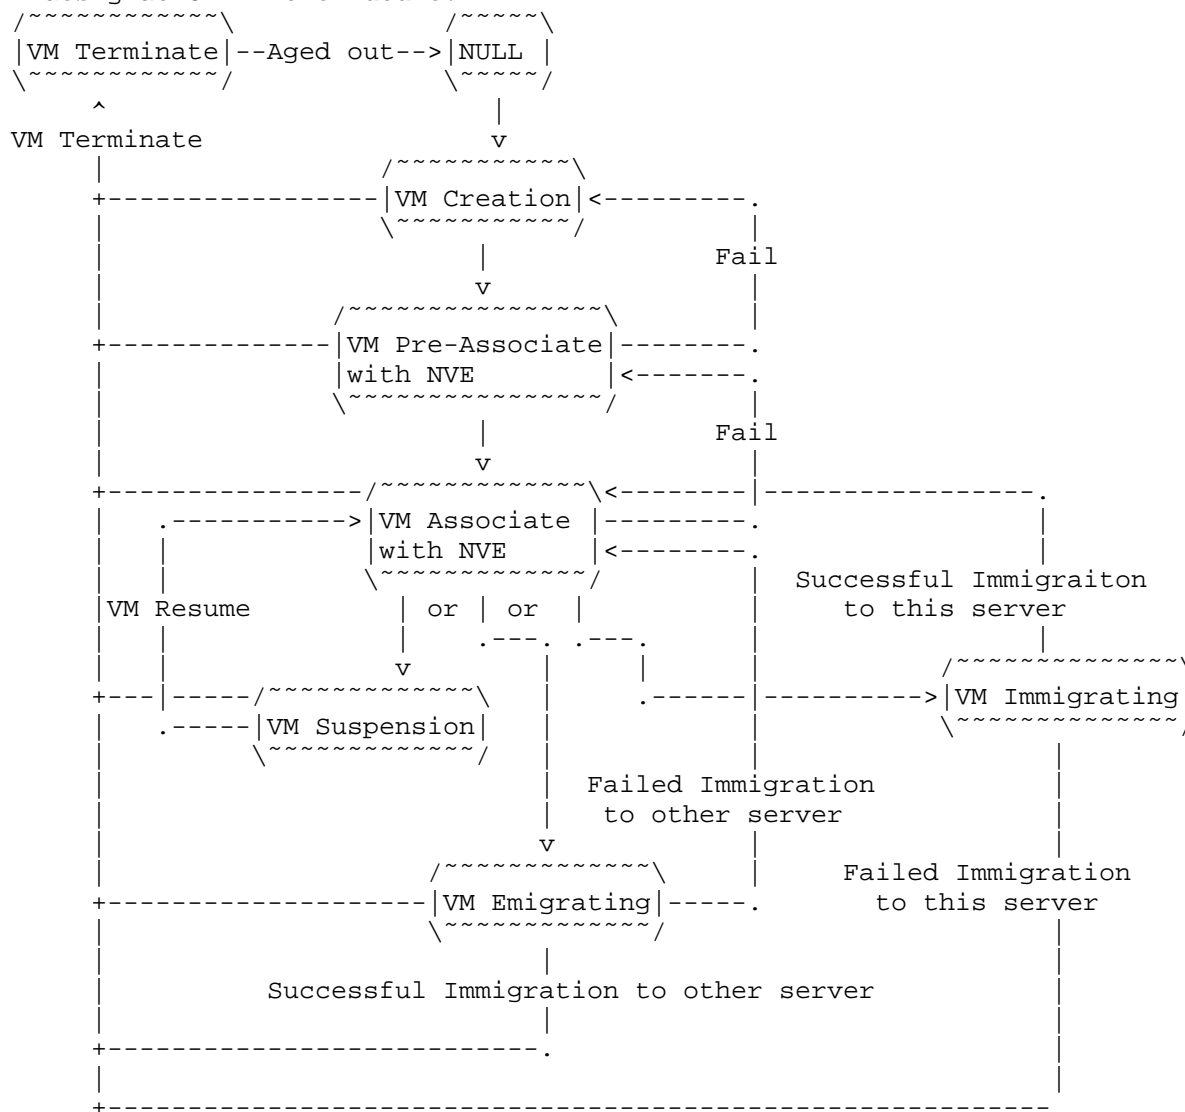 VM Terminate --Aged out--> NULL
VM Terminate
VM Creation
Fail
VM Pre-Associate
with NVE
Fail
VM Associate
with NVE
Successful Immigraiton
VM Resume or or to this server
VM Immigrating
VM Suspension
Failed Immigration
to other server
Failed Immigration
VM Emigrating to this server
Successful Immigration to other server